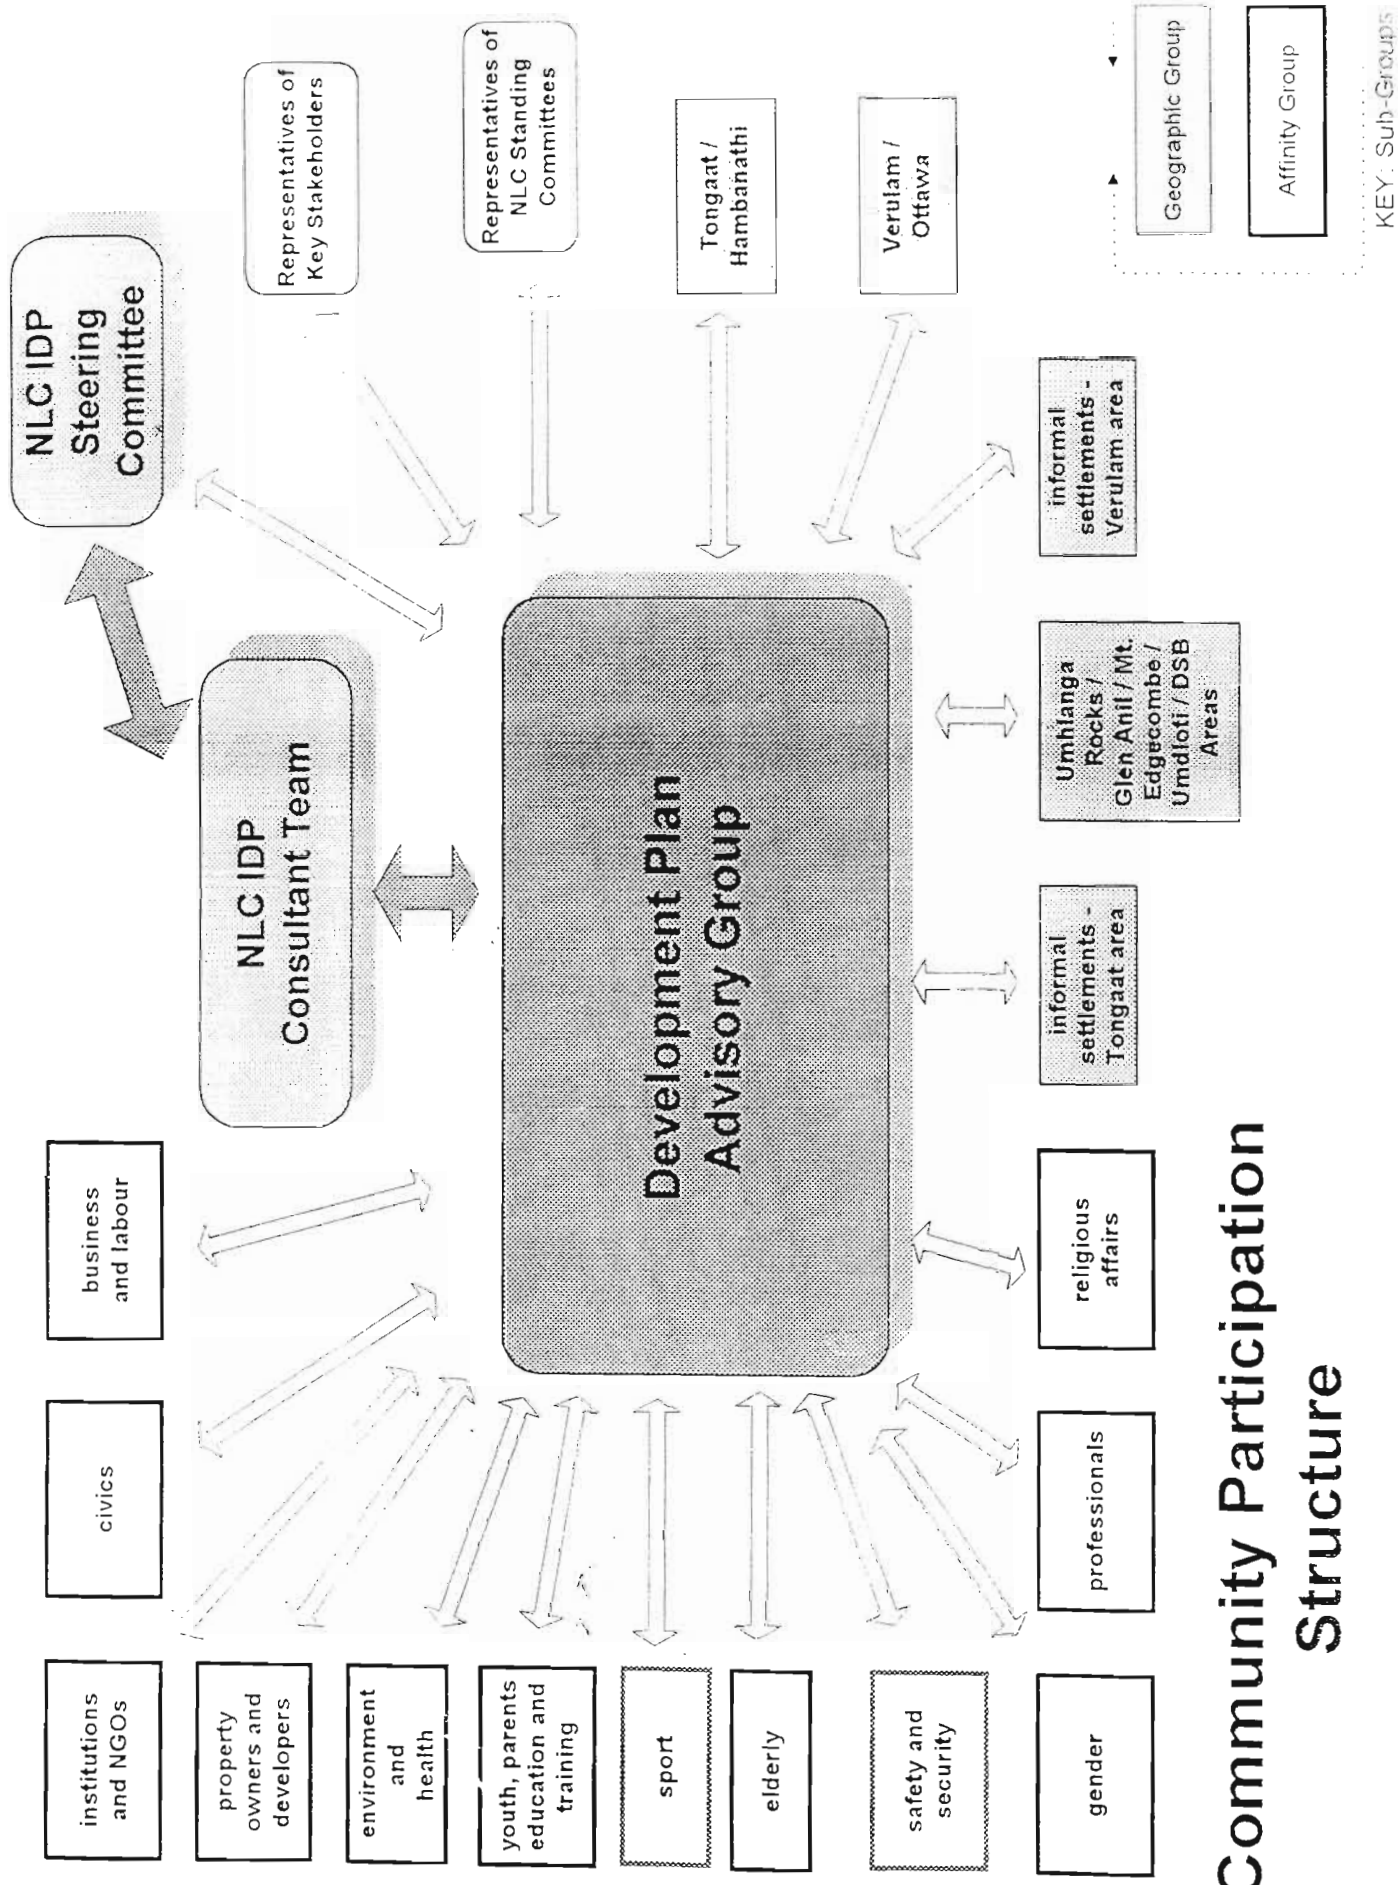 NLC IDP
Steering
Committee
Representatives of
Key Stakeholders
Representatives of
NLC Standing
Committees
Tongaat /
Hambanathi
Verulam /
Ottawa
informal
settlements -
Verulam area
Umhlanga
Rocks /
Glen Anil / Mt.
Edgecombe /
Umdloti / DSB
Areas
informal
settlements -
Tongaat area
NLC IDP
Consultant Team
Development Plan
Advisory Group
business
and labour
civics
institutions
and NGOs
property
owners and
developers
environment
and
health
youth, parents
education and
training
sport
elderly
safety and
security
gender
professionals
religious
affairs
Geographic Group
Affinity Group
KEY: Sub-Groups
Community Participation
Structure